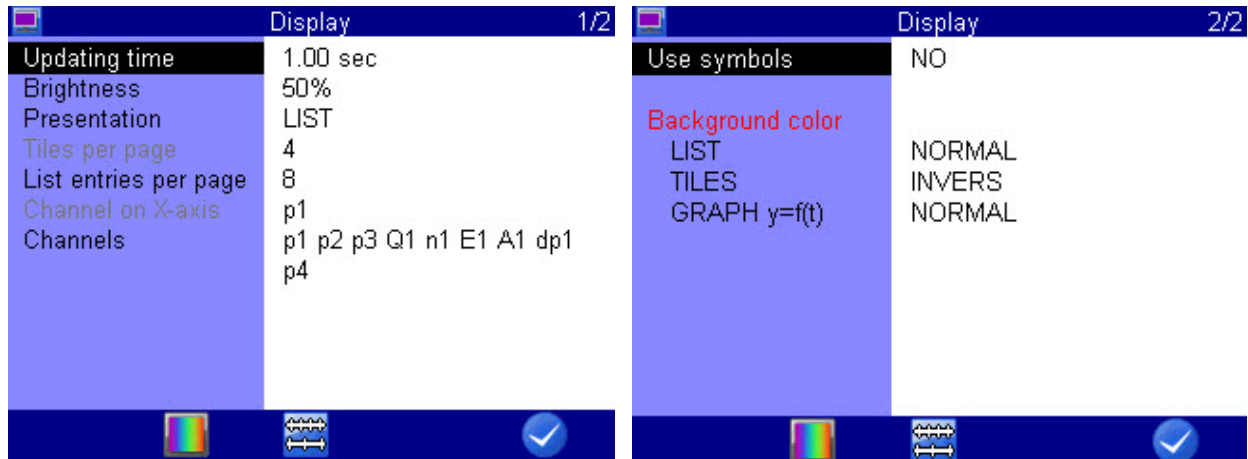 Display 1/2
Updating time 1.00 sec
Brightness 50%
Presentation LIST
Tiles per page 4
List entries per page 8
Channel on X-axis p1
Channels p1 p2 p3 Q1 n1 E1 A1 dp1
p4
Display 2/2
Use symbols NO
Background color
LIST NORMAL
TILES INVERS
GRAPH y=f(t) NORMAL